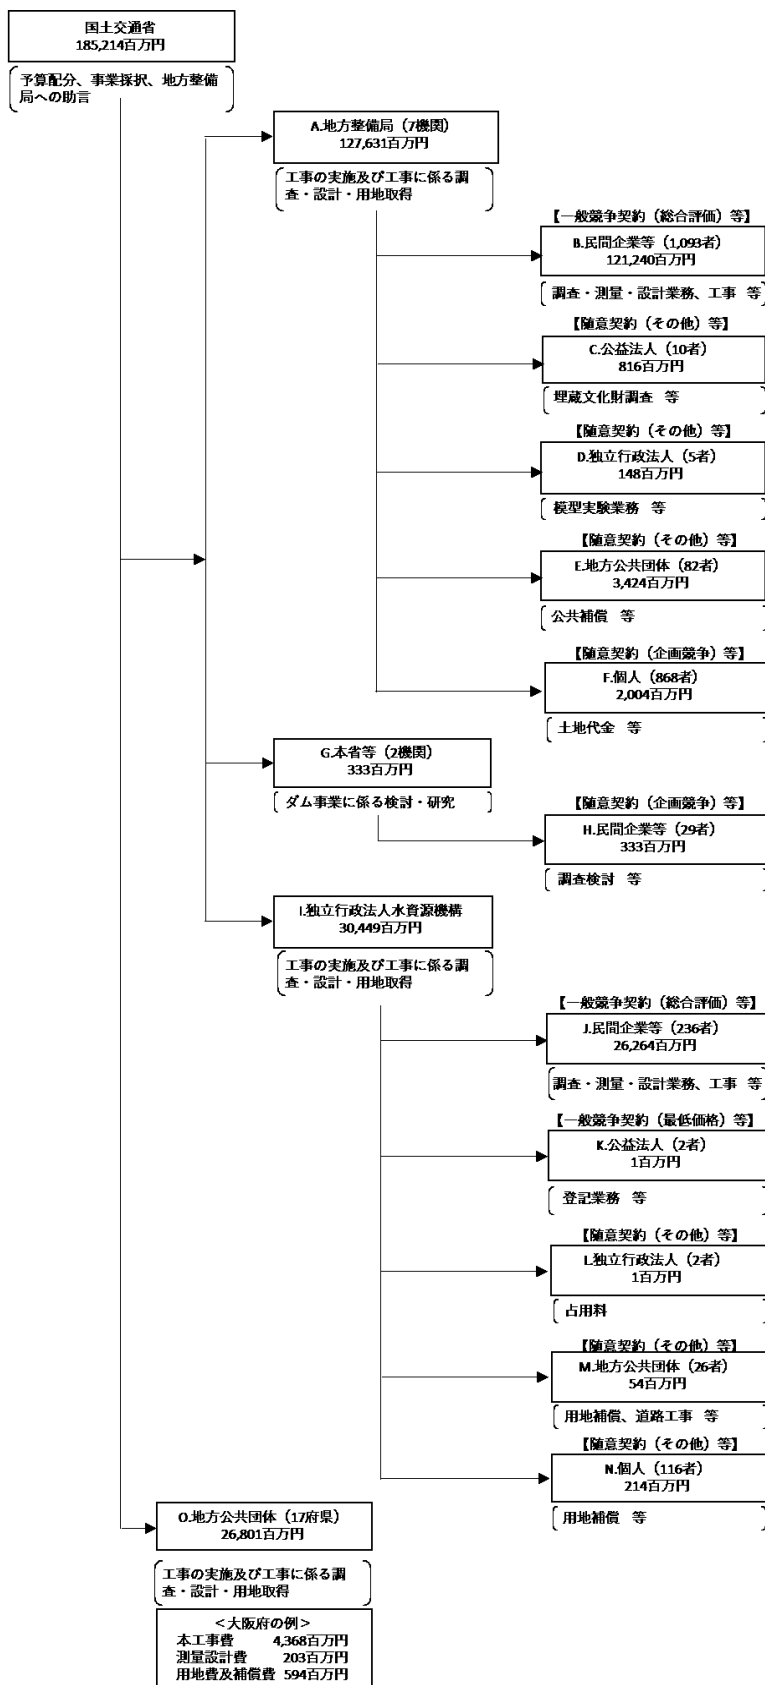 国土交通省
185,214百万円
予算配分、事業採択、地方整備
局への助言
A.地方整備局（7機関）
127,631百万円
工事の実施及び工事に係る調
査・設計・用地取得
【一般競争契約（総合評価）等】
B.民間企業等（1,093者）
121,240百万円
調査・測量・設計業務、工事　等
【随意契約（その他）等】
C.公益法人（10者）
816百万円
埋蔵文化財調査　等
【随意契約（その他）等】
D.独立行政法人（5者）
148百万円
模型実験業務　等
【随意契約（その他）等】
E.地方公共団体（82者）
3,424百万円
公共補償　等
【随意契約（企画競争）等】
F.個人（868者）
2,004百万円
土地代金　等
G.本省等（2機関）
333百万円
ダム事業に係る検討・研究
【随意契約（企画競争）等】
H.民間企業等（29者）
333百万円
調査検討　等
I.独立行政法人水資源機構
30,449百万円
工事の実施及び工事に係る調
査・設計・用地取得
【一般競争契約（総合評価）等】
J.民間企業等（236者）
26,264百万円
調査・測量・設計業務、工事　等
【一般競争契約（最低価格）等】
K.公益法人（2者）
1百万円
登記業務　等
【随意契約（その他）等】
L.独立行政法人（2者）
1百万円
占用料
【随意契約（その他）等】
M.地方公共団体（26者）
54百万円
用地補償、道路工事　等
【随意契約（その他）等】
N.個人（116者）
214百万円
用地補償　等
O.地方公共団体（17府県）
26,801百万円
工事の実施及び工事に係る調
査・設計・用地取得
＜大阪府の例＞
本工事費　4,368百万円
測量設計費　203百万円
用地費及補償費 594百万円